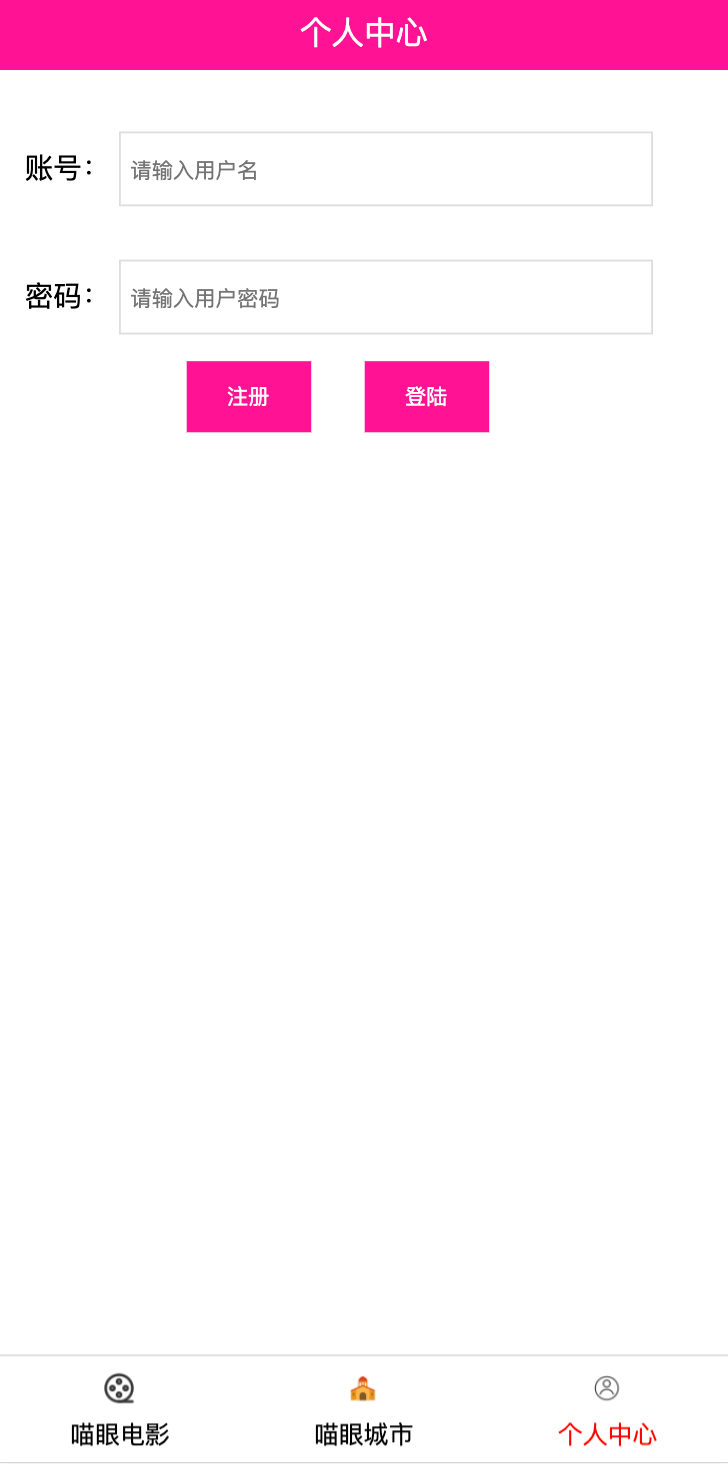 个人中心
账号：
请输入用户名
密码：
请输入用户密码
注册 登陆
喵眼电影 喵眼城市 个人中心